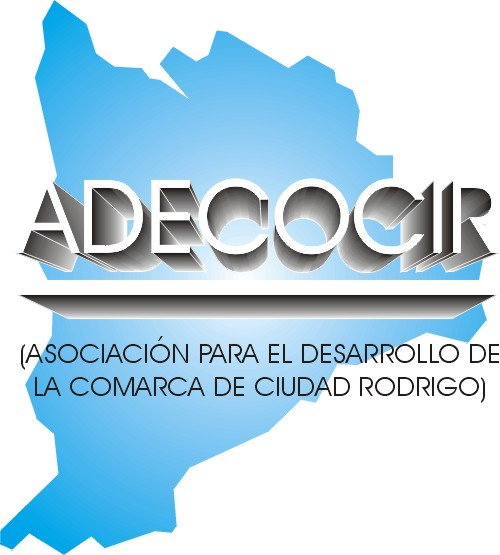 ADECOCIR
(ASOCIACIÓN PARA EL DESARROLLO DE
LA COMARCA DE CIUDAD RODRIGO)